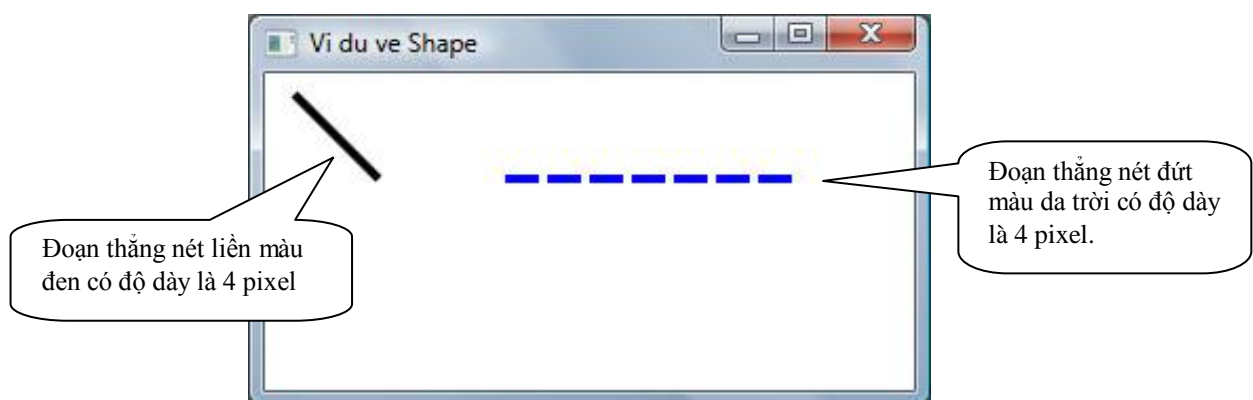 Vi du ve Shape
Đoạn thẳng nét đứt
màu da trời có độ dày
là 4 pixel.
Đoạn thẳng nét liền màu
đen có độ dày là 4 pixel